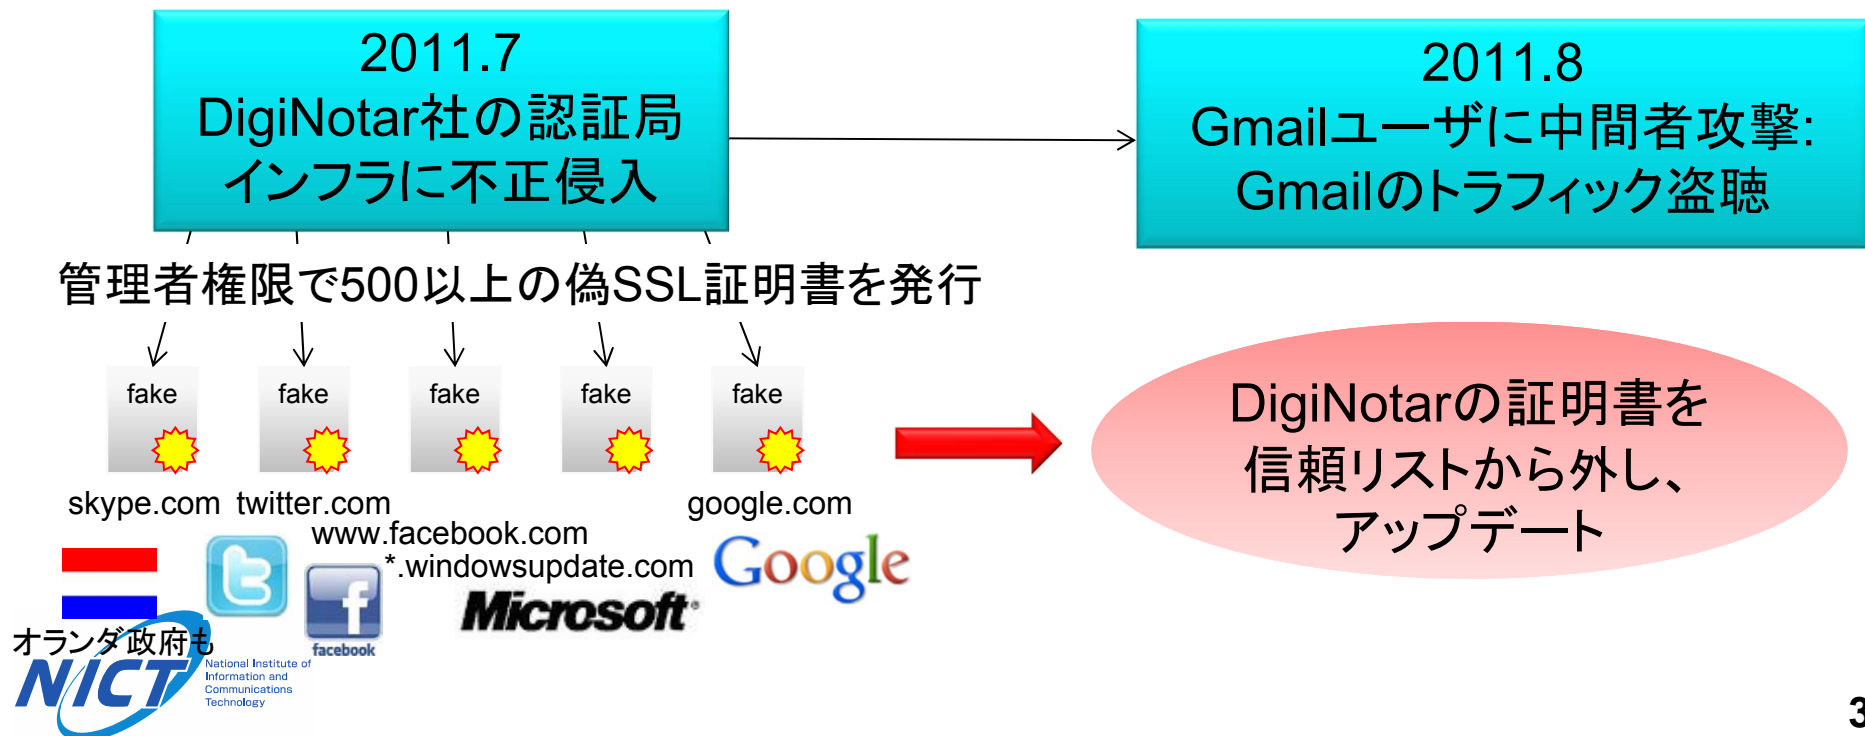 2011.7
DigiNotar社の認証局
インフラに不正侵入
2011.8
Gmailユーザに中間者攻撃:
Gmailのトラフィック盗聴
管理者権限で500以上の偽SSL証明書を発行
fake
fake
fake
fake
fake
skype.com
twitter.com
www.facebook.com
*.windowsupdate.com
google.com
Google
Microsoft
facebook
オランダ政府も
DigiNotarの証明書を
信頼リストから外し、
アップデート
NICT
National Institute of
Information and
Communications
Technology
3